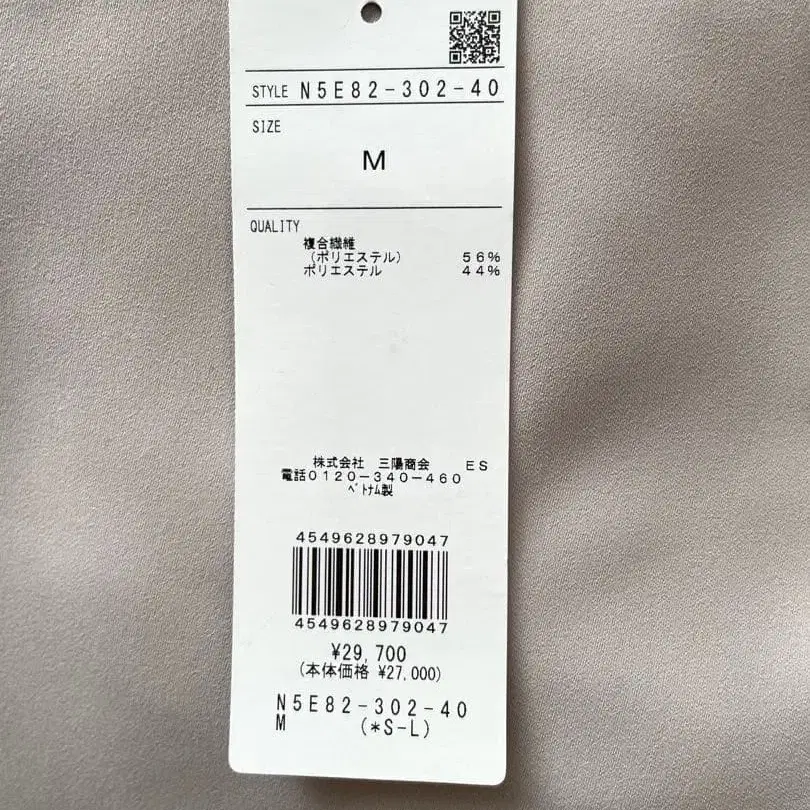 STYLE N5E82-302-40
SIZE
M
QUALITY
複合繊維
(ポリエステル) 56%
ポリエステル 44%
株式会社 三陽商会 ES
電話0120-340-460
ﾍﾞﾄﾅﾑ製
4549628979047
4549628979047
¥29,700
(本体価格 ¥27,000)
N5E82-302-40
M (*S-L)